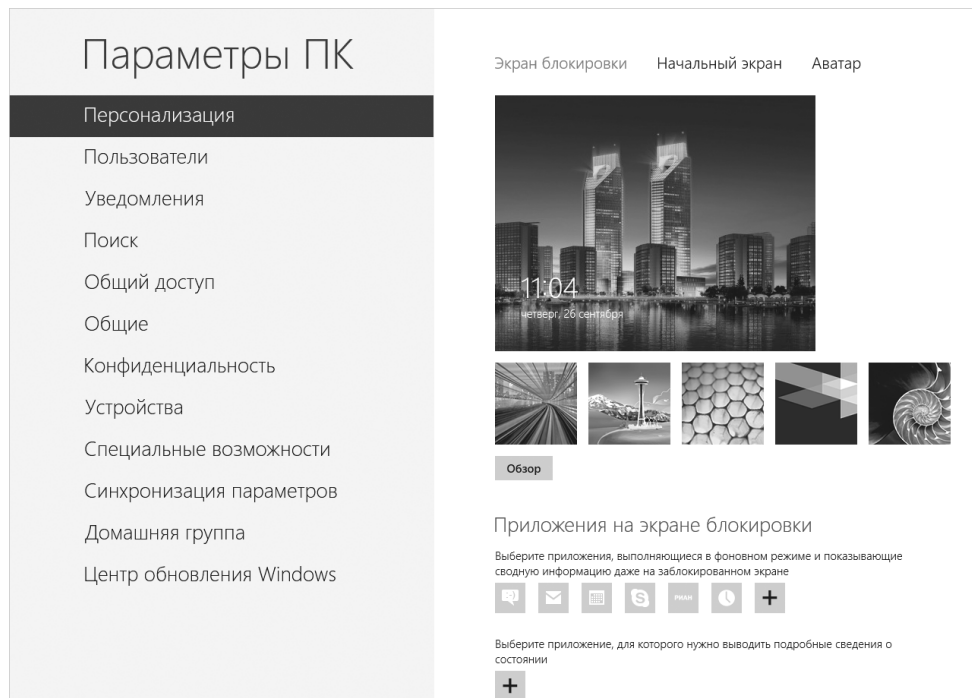 Параметры ПК
Персонализация
Пользователи
Уведомления
Поиск
Общий доступ
Общие
Конфиденциальность
Устройства
Специальные возможности
Синхронизация параметров
Домашняя группа
Центр обновления Windows
Экран блокировки Начальный экран Аватар
11:04
четверг, 26 сентября
Обзор
Приложения на экране блокировки
Выберите приложения, выполняющиеся в фоновном режиме и показывающие
сводную информацию даже на заблокированном экране
РИАН
Выберите приложение, для которого нужно выводить подробные сведения о
состоянии